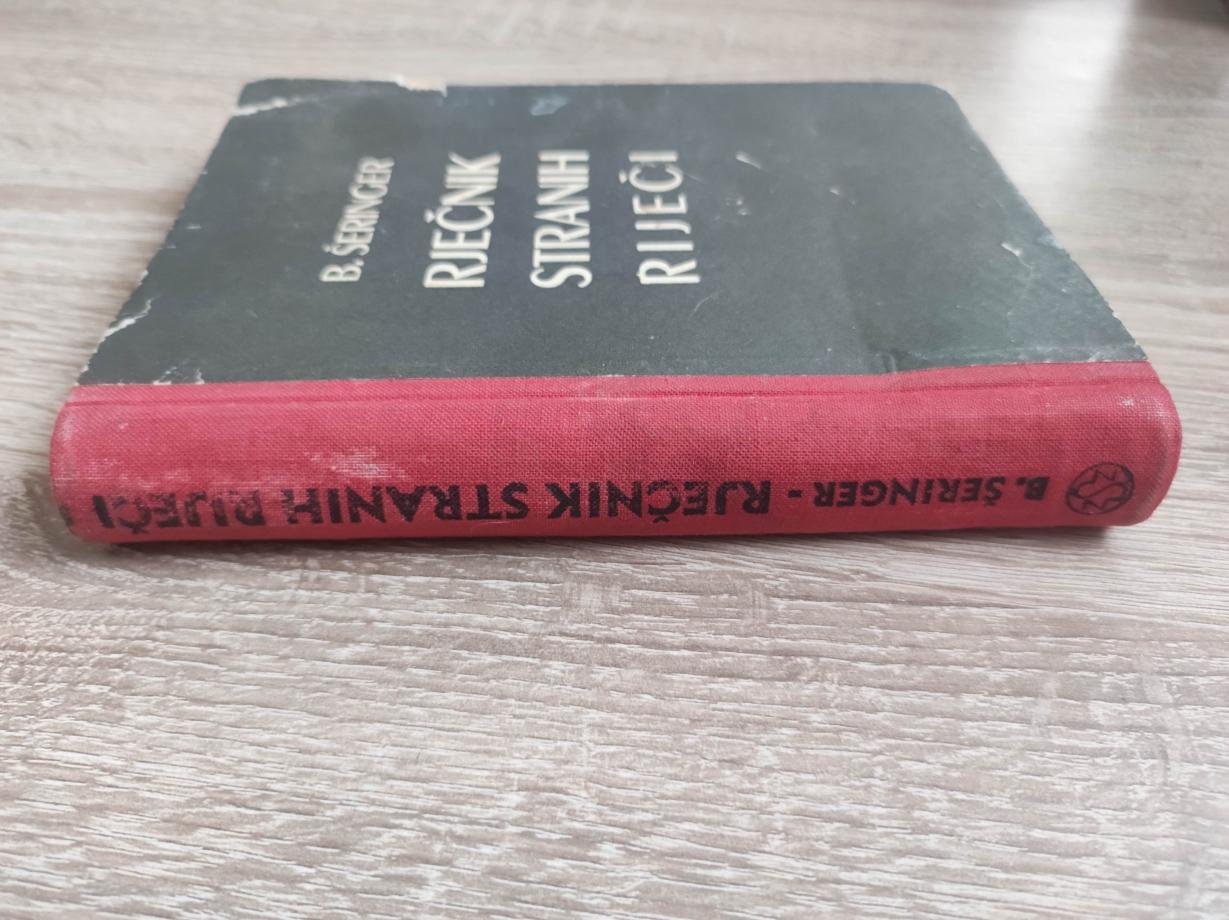 B. ŠERINGER
RJEČNIK
STRANIH
RIJEČI
B. ŠERINGER - RJEČNIK STRANIH RIJEČI